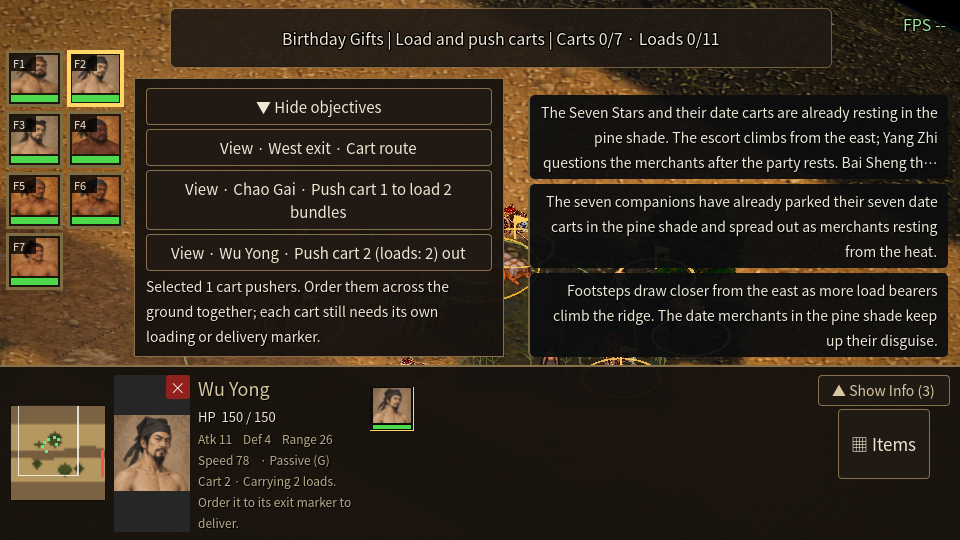 Birthday Gifts | Load and push carts | Carts 0/7 · Loads 0/11
FPS --
F1
F2
F3
F4
F5
F6
F7
▼ Hide objectives
View · West exit · Cart route
View · Chao Gai · Push cart 1 to load 2
bundles
View · Wu Yong · Push cart 2 (loads: 2) out
Selected 1 cart pushers. Order them across the
ground together; each cart still needs its own
loading or delivery marker.
The Seven Stars and their date carts are already resting in the
pine shade. The escort climbs from the east; Yang Zhi
questions the merchants after the party rests. Bai Sheng th···
The seven companions have already parked their seven date
carts in the pine shade and spread out as merchants resting
from the heat.
Footsteps draw closer from the east as more load bearers
climb the ridge. The date merchants in the pine shade keep
up their disguise.
Wu Yong
HP 150 / 150
Atk 11 Def 4 Range 26
Speed 78 · Passive (G)
Cart 2 · Carrying 2 loads.
Order it to its exit marker to
deliver.
▲ Show Info (3)
Items